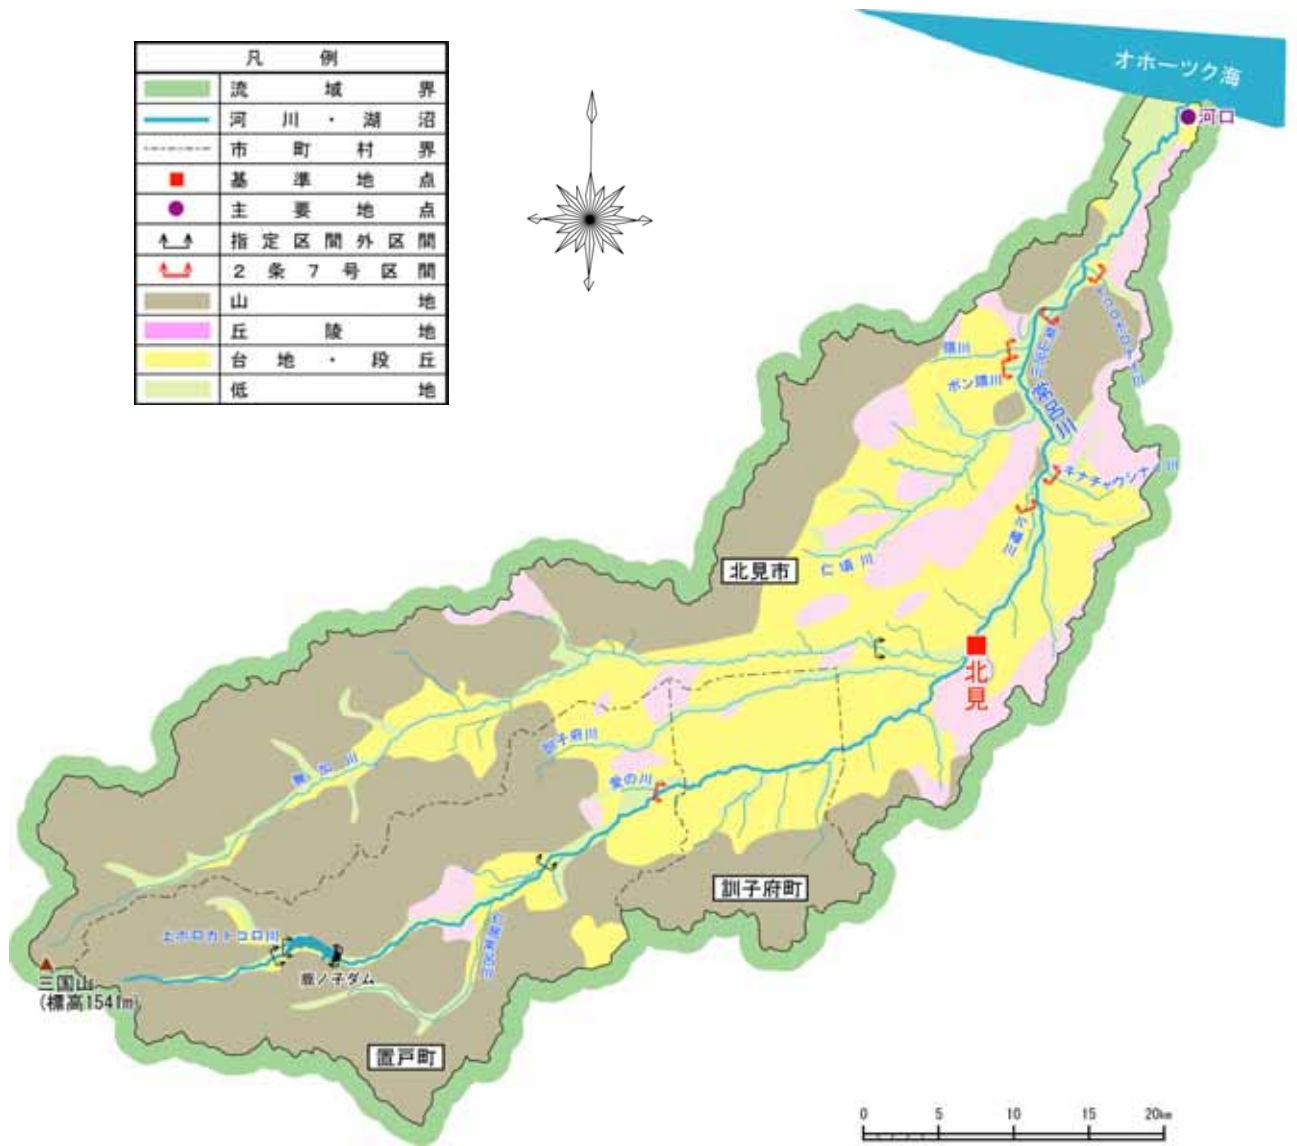 凡例
流域界
河川・湖沼
市町村界
基準地点
主要地点
指定区間外区間
2条7号区間
山地
丘陵地
台地・段丘
低地
オホーツク海
河口
隈川
ポン隈川
常呂川
仁頃川
北見市
北見
無加川
訓子府川
訓子府町
鹿ノ子ダム
三国山
(標高1541m)
置戸町
0 5 10 15 20km